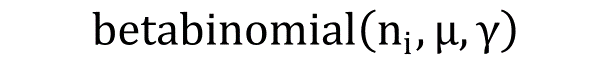 betabinomial(nᵢ, μ, γ)